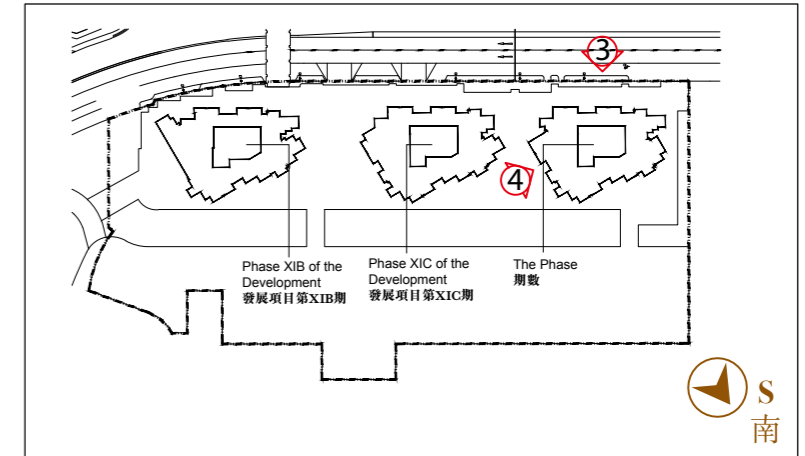 3
4
Phase XIB of the
Development
發展項目第XIB期
Phase XIC of the
Development
發展項目第XIC期
The Phase
期數
S
南